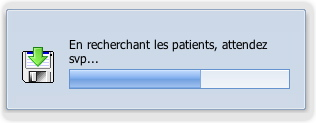 En recherchant les patients, attendez
svp...